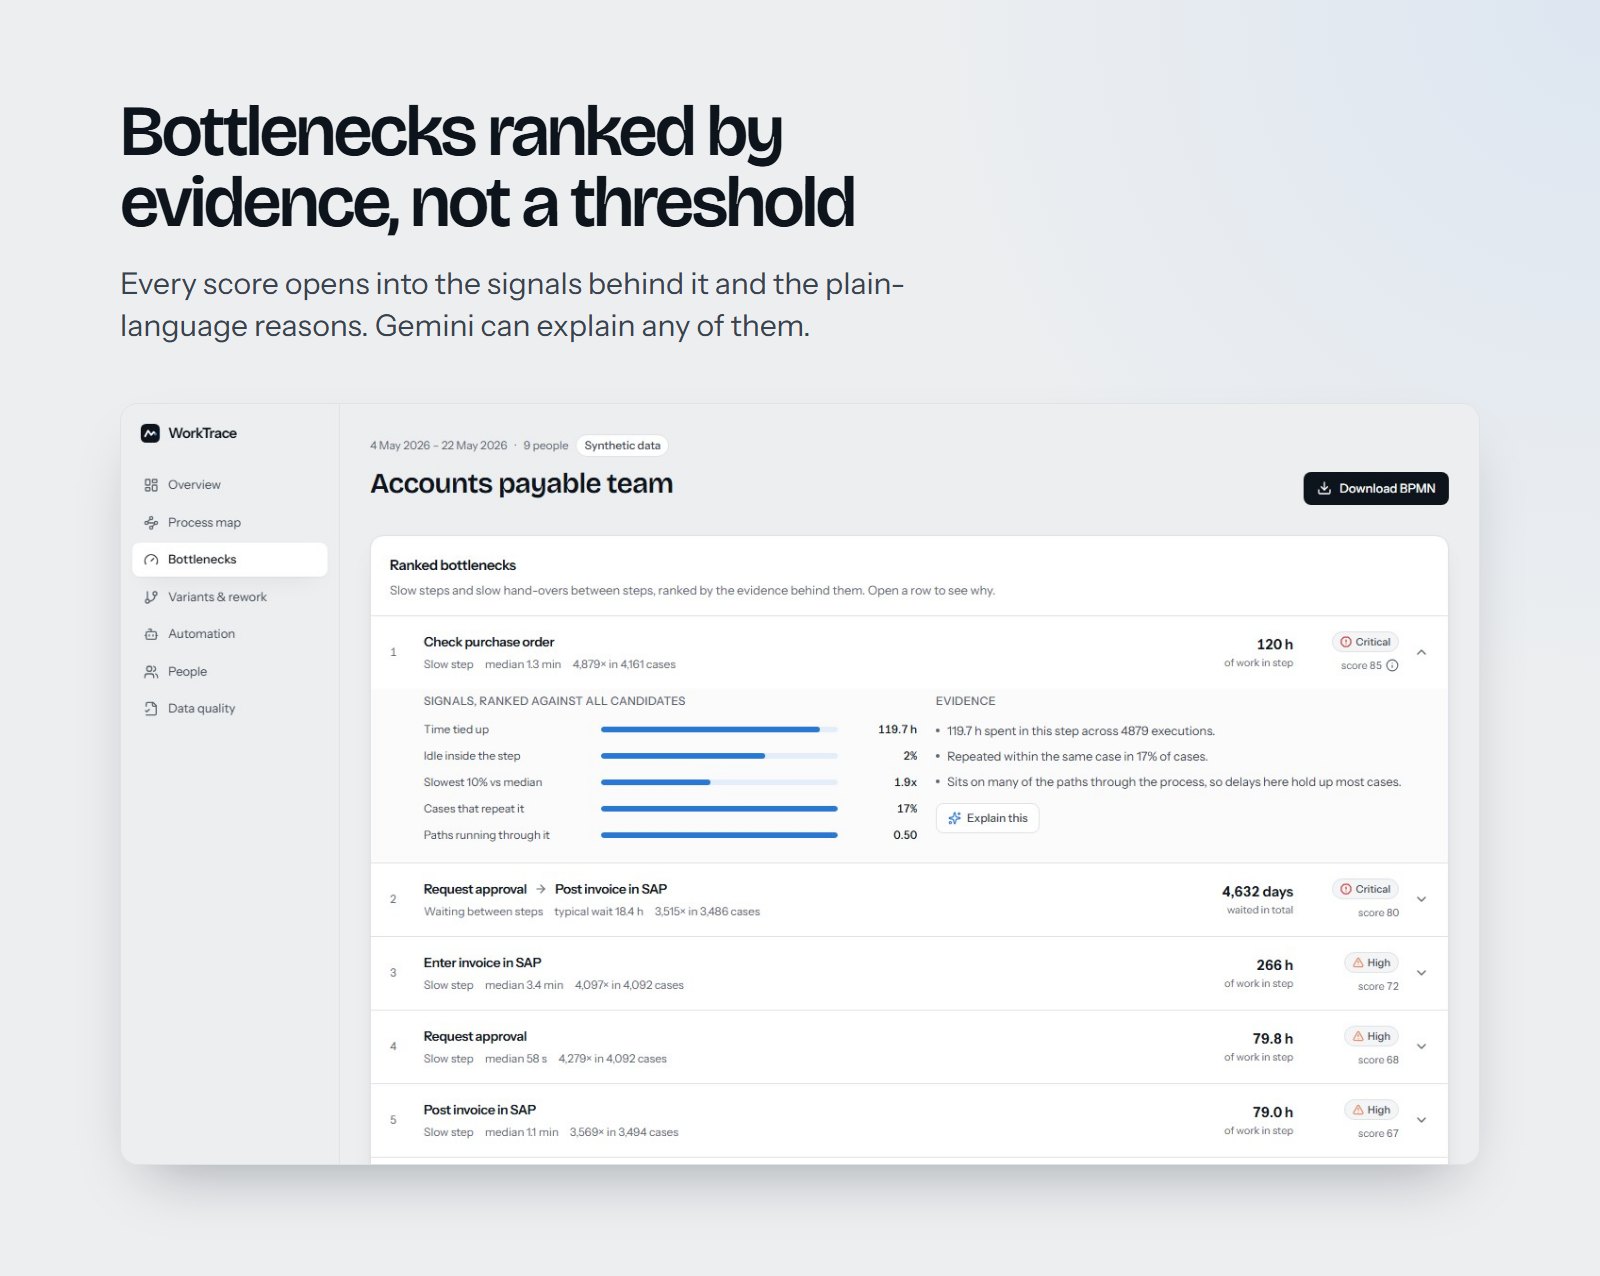 Bottlenecks ranked by
evidence, not a threshold
Every score opens into the signals behind it and the plain-
language reasons. Gemini can explain any of them.
WorkTrace
Overview
Process map
Bottlenecks
Variants & rework
Automation
People
Data quality
4 May 2026 – 22 May 2026 · 9 people Synthetic data
Accounts payable team
Download BPMN
Ranked bottlenecks
Slow steps and slow hand-overs between steps, ranked by the evidence behind them. Open a row to see why.
1 Check purchase order 120 h Critical
Slow step median 1.3 min 4,879× in 4,161 cases of work in step score 85
SIGNALS, RANKED AGAINST ALL CANDIDATES
Time tied up 119.7 h
Idle inside the step 2%
Slowest 10% vs median 1.9x
Cases that repeat it 17%
Paths running through it 0.50
EVIDENCE
• 119.7 h spent in this step across 4879 executions.
• Repeated within the same case in 17% of cases.
• Sits on many of the paths through the process, so delays here hold up most cases.
Explain this
2 Request approval → Post invoice in SAP 4,632 days Critical
Waiting between steps typical wait 18.4 h 3,515× in 3,486 cases waited in total score 80
3 Enter invoice in SAP 266 h High
Slow step median 3.4 min 4,097× in 4,092 cases of work in step score 72
4 Request approval 79.8 h High
Slow step median 58 s 4,279× in 4,092 cases of work in step score 68
5 Post invoice in SAP 79.0 h High
Slow step median 1.1 min 3,569× in 3,494 cases of work in step score 67